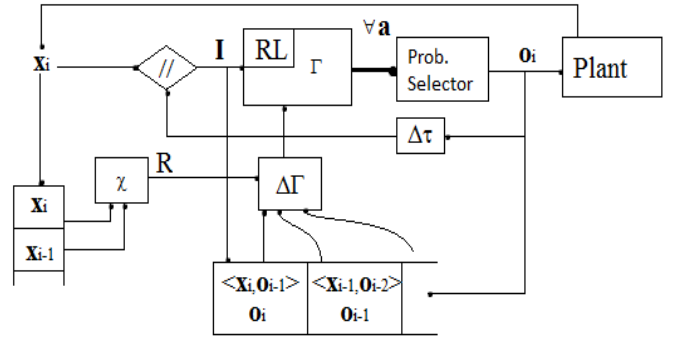 ∀a
RL
Γ
I
Prob.
Selector
oᵢ
Plant
xᵢ
//
Δτ
χ
R
ΔΓ
xᵢ
xᵢ₋₁
<xᵢ,oᵢ₋₁>
oᵢ
<xᵢ₋₁,oᵢ₋₂>
oᵢ₋₁